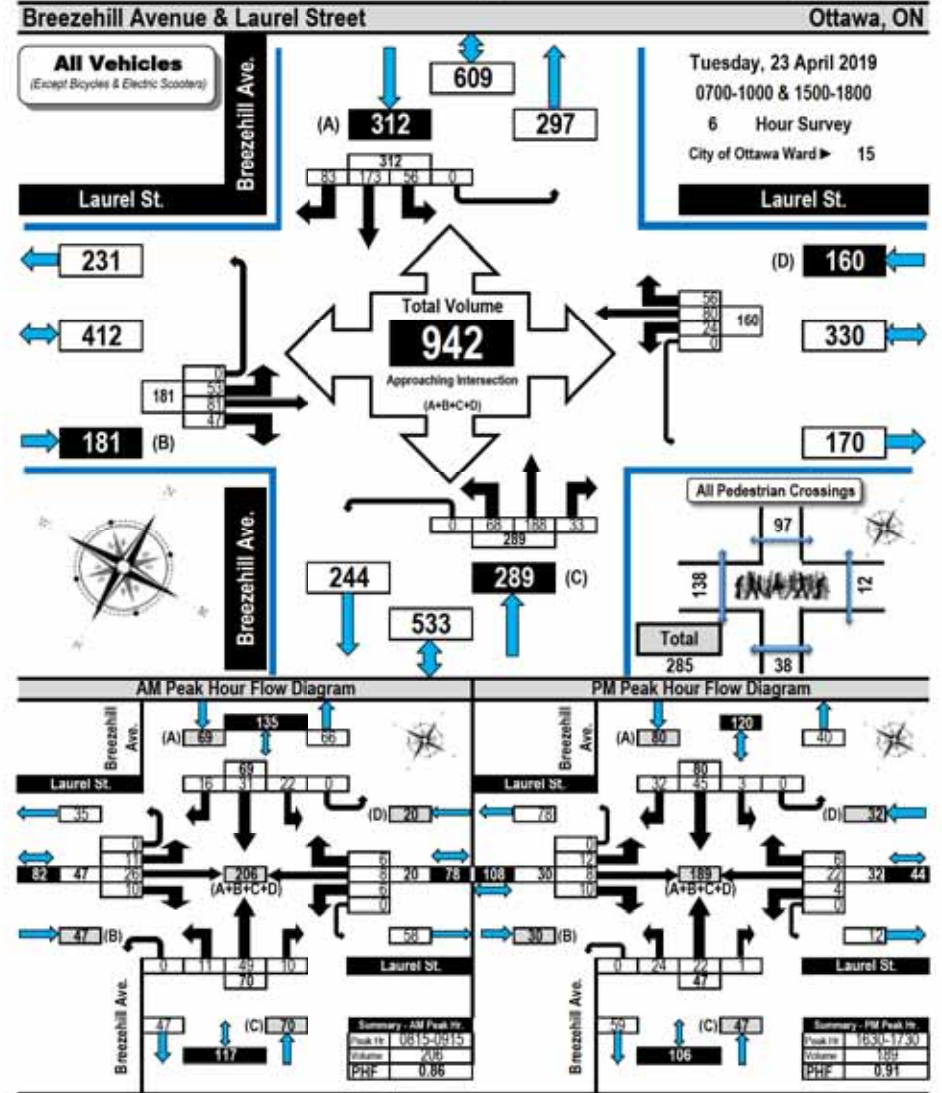 Breezehill Avenue & Laurel Street Ottawa, ON
All Vehicles
(Except Bicycles & Electric Scooters)
Breezehill Ave.
Laurel St.
609
(A) 312
297
312
83 173 56 0
Tuesday, 23 April 2019
0700-1000 & 1500-1800
6 Hour Survey
City of Ottawa Ward ► 15
Laurel St.
231
412
0
53
81
47
181
181 (B)
Total Volume
942
Approaching Intersection
(A+B+C+D)
(D) 160
56
80
24
0
160
330
170
Breezehill Ave.
0 68 188 33
289
244
533
289 (C)
All Pedestrian Crossings
97
138
12
38
Total
285
AM Peak Hour Flow Diagram
Breezehill Ave.
Laurel St.
(A) 69
135
66
69
16 31 22 0
35
(D) 20
0
11
26
10
82 47
206
(A+B+C+D)
6
8
6
0
20 78
47 (B)
58
0 11 49 10
70
Laurel St.
Breezehill Ave.
47
117
(C) 70
Summary - AM Peak Hr.
Peak Hr 0815-0915
Volume 206
PHF 0.86
PM Peak Hour Flow Diagram
Breezehill Ave.
Laurel St.
(A) 80
120
40
80
32 45 3 0
78
(D) 32
0
12
8
10
108 30
189
(A+B+C+D)
6
22
4
0
32 44
30 (B)
12
0 24 22 1
47
Laurel St.
Breezehill Ave.
59
106
(C) 47
Summary - PM Peak Hr.
Peak Hr 1630-1730
Volume 189
PHF 0.91